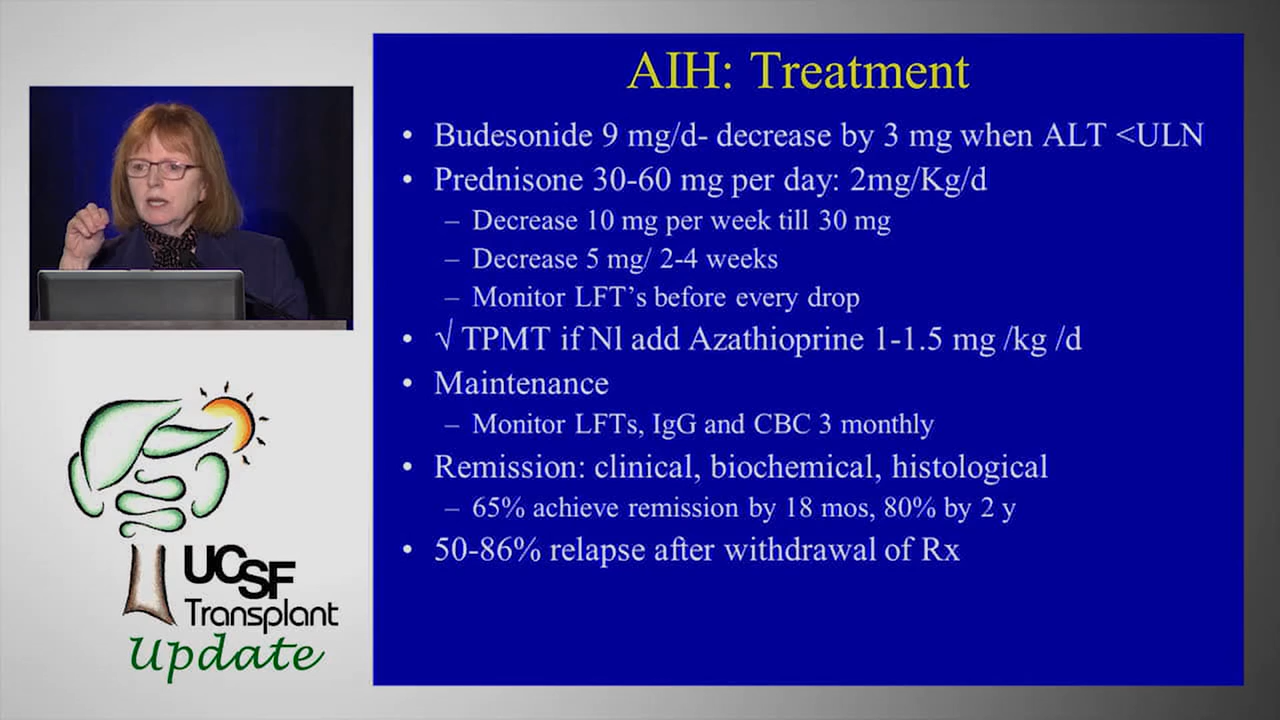 AIH: Treatment
• Budesonide 9 mg/d- decrease by 3 mg when ALT <ULN
• Prednisone 30-60 mg per day: 2mg/Kg/d
– Decrease 10 mg per week till 30 mg
– Decrease 5 mg/ 2-4 weeks
– Monitor LFT’s before every drop
• √ TPMT if Nl add Azathioprine 1-1.5 mg /kg /d
• Maintenance
– Monitor LFTs, IgG and CBC 3 monthly
• Remission: clinical, biochemical, histological
– 65% achieve remission by 18 mos, 80% by 2 y
• 50-86% relapse after withdrawal of Rx
UCSF
Transplant
Update